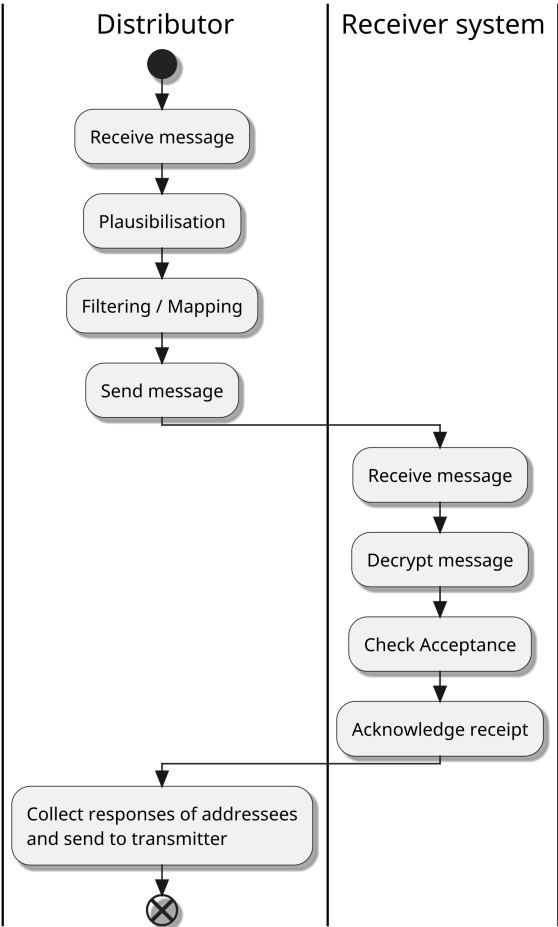 Distributor
Receiver system
Receive message
Plausibilisation
Filtering / Mapping
Send message
Receive message
Decrypt message
Check Acceptance
Acknowledge receipt
Collect responses of addressees
and send to transmitter